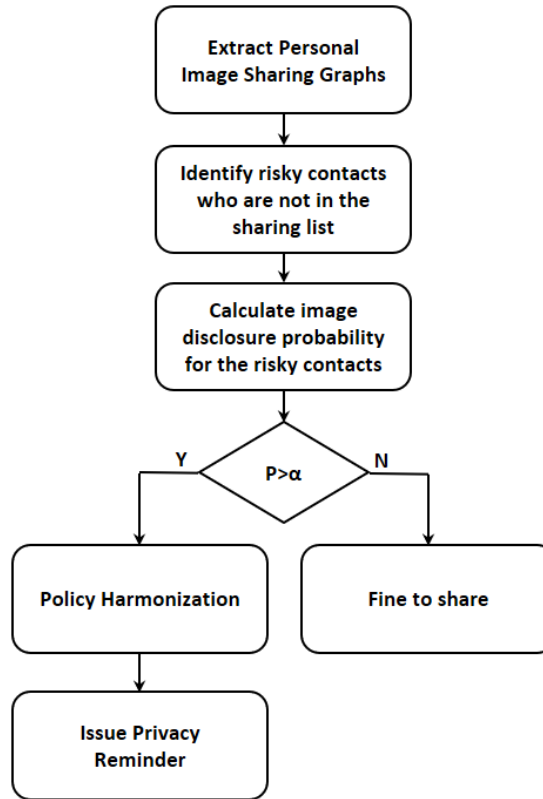 Extract Personal
Image Sharing Graphs
Identify risky contacts
who are not in the
sharing list
Calculate image
disclosure probability
for the risky contacts
Y
P>α
N
Policy Harmonization
Fine to share
Issue Privacy
Reminder